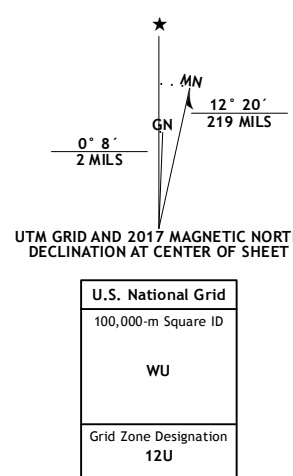 ★
MN
12° 20´
219 MILS
GN
0° 8´
2 MILS
UTM GRID AND 2017 MAGNETIC NORTH
DECLINATION AT CENTER OF SHEET
U.S. National Grid
100,000-m Square ID
WU
Grid Zone Designation
12U